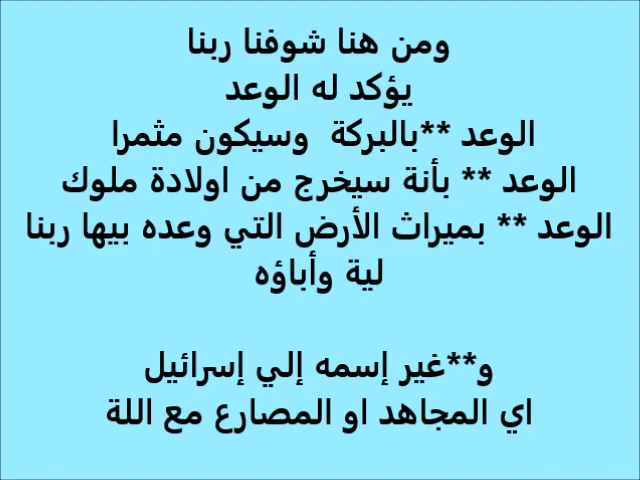 ومن هنا شوفنا ربنا
يؤكد له الوعد
الوعد **بالبركة وسيكون مثمرا
الوعد ** بأنة سيخرج من اولادة ملوك
الوعد ** بميراث الأرض التي وعده بيها ربنا
لية وأباؤه
و**غير إسمه إلي إسرائيل
اي المجاهد او المصارع مع اللة